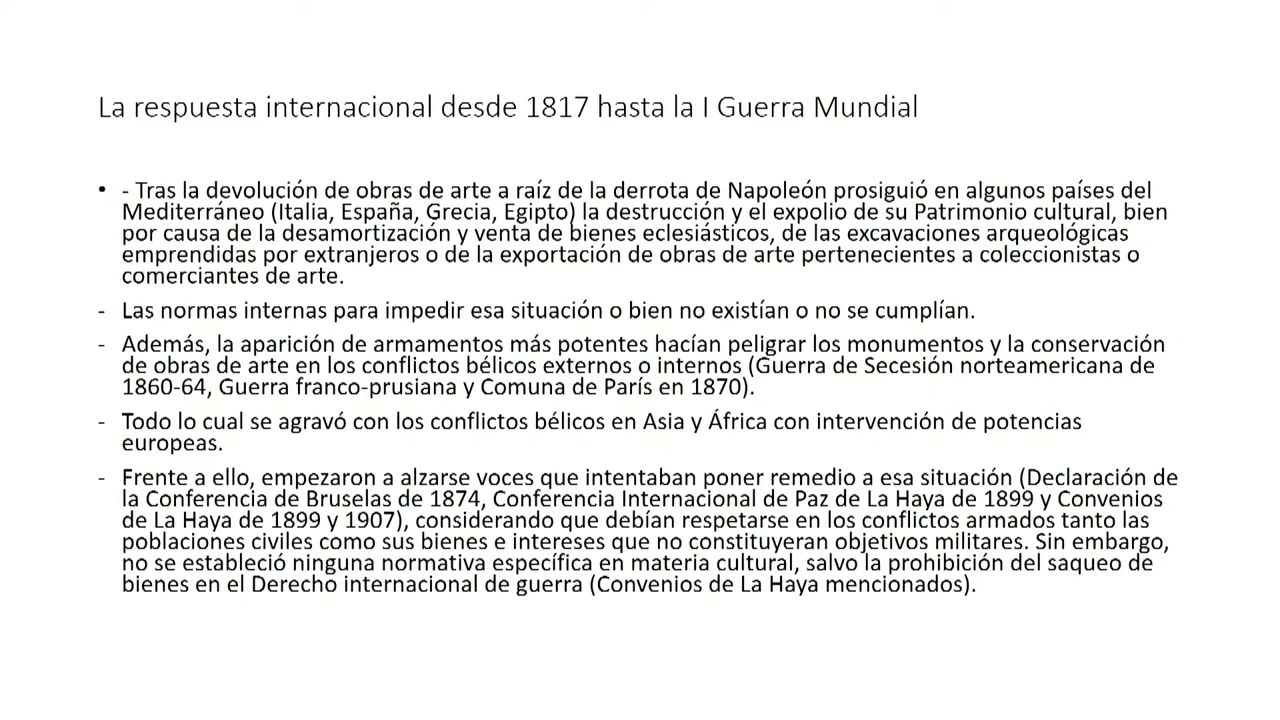 La respuesta internacional desde 1817 hasta la I Guerra Mundial
• - Tras la devolución de obras de arte a raíz de la derrota de Napoleón prosiguió en algunos países del
Mediterráneo (Italia, España, Grecia, Egipto) la destrucción y el expolio de su Patrimonio cultural, bien
por causa de la desamortización y venta de bienes eclesiásticos, de las excavaciones arqueológicas
emprendidas por extranjeros o de la exportación de obras de arte pertenecientes a coleccionistas o
comerciantes de arte.
- Las normas internas para impedir esa situación o bien no existían o no se cumplían.
- Además, la aparición de armamentos más potentes hacían peligrar los monumentos y la conservación
de obras de arte en los conflictos bélicos externos o internos (Guerra de Secesión norteamericana de
1860-64, Guerra franco-prusiana y Comuna de París en 1870).
- Todo lo cual se agravó con los conflictos bélicos en Asia y África con intervención de potencias
europeas.
- Frente a ello, empezaron a alzarse voces que intentaban poner remedio a esa situación (Declaración de
la Conferencia de Bruselas de 1874, Conferencia Internacional de Paz de La Haya de 1899 y Convenios
de La Haya de 1899 y 1907), considerando que debían respetarse en los conflictos armados tanto las
poblaciones civiles como sus bienes e intereses que no constituyeran objetivos militares. Sin embargo,
no se estableció ninguna normativa específica en materia cultural, salvo la prohibición del saqueo de
bienes en el Derecho internacional de guerra (Convenios de La Haya mencionados).